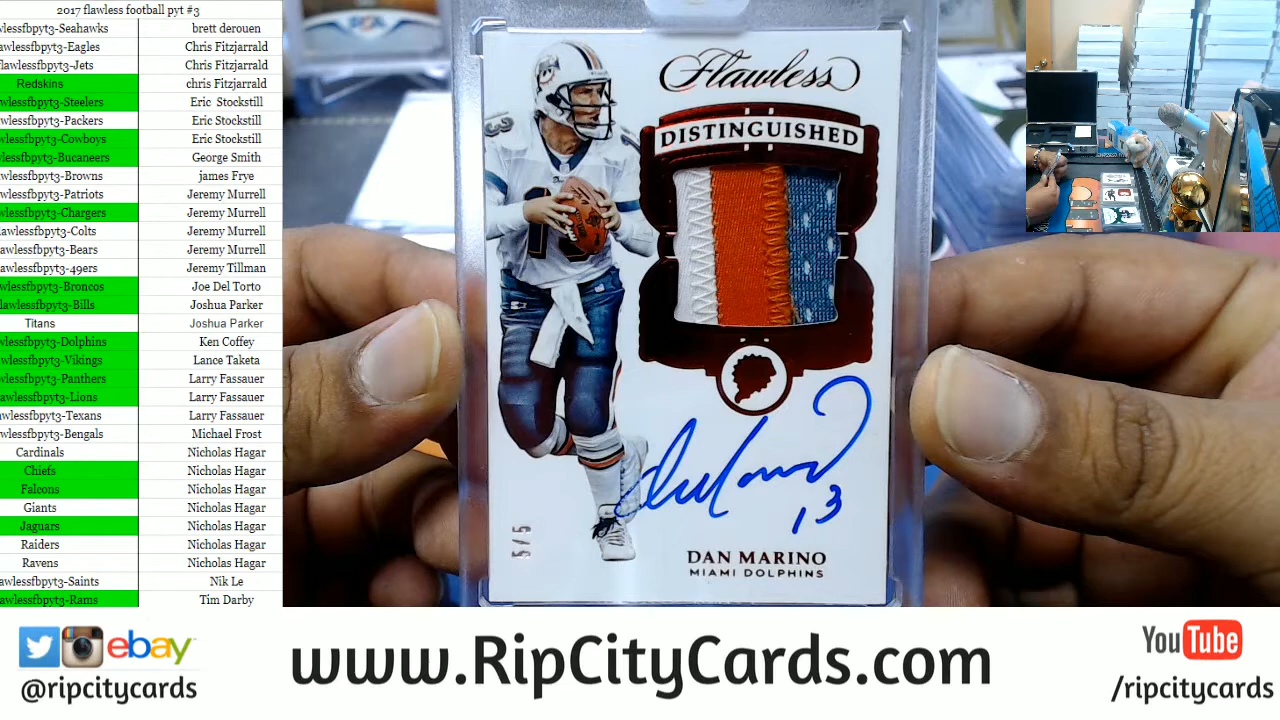 2017 flawless football pyt #3
wlessfbpyt3-Seahawks brett derouen
awlessfbpyt3-Eagles Chris Fitzjarrald
flawlessfbpyt3-Jets Chris Fitzjarrald
Redskins chris Fitzjarrald
wlessfbpyt3-Steelers Eric Stockstill
wlessfbpyt3-Packers Eric Stockstill
wlessfbpyt3-Cowboys Eric Stockstill
lessfbpyt3-Bucaneers George Smith
wlessfbpyt3-Browns james Frye
wlessfbpyt3-Patriots Jeremy Murrell
wlessfbpyt3-Chargers Jeremy Murrell
lawlessfbpyt3-Colts Jeremy Murrell
awlessfbpyt3-Bears Jeremy Murrell
lawlessfbpyt3-49ers Jeremy Tillman
wlessfbpyt3-Broncos Joe Del Torto
lawlessfbpyt3-Bills Joshua Parker
Titans Joshua Parker
wlessfbpyt3-Dolphins Ken Coffey
wlessfbpyt3-Vikings Lance Taketa
wlessfbpyt3-Panthers Larry Fassauer
awlessfbpyt3-Lions Larry Fassauer
awlessfbpyt3-Texans Larry Fassauer
wlessfbpyt3-Bengals Michael Frost
Cardinals Nicholas Hagar
Chiefs Nicholas Hagar
Falcons Nicholas Hagar
Giants Nicholas Hagar
Jaguars Nicholas Hagar
Raiders Nicholas Hagar
Ravens Nicholas Hagar
awlessfbpyt3-Saints Nik Le
awlessfbpyt3-Rams Tim Darby
Flawless
DISTINGUISHED
13
5/5
DAN MARINO
MIAMI DOLPHINS
ebay
@ripcitycards
www.RipCityCards.com
YouTube
/ripcitycards